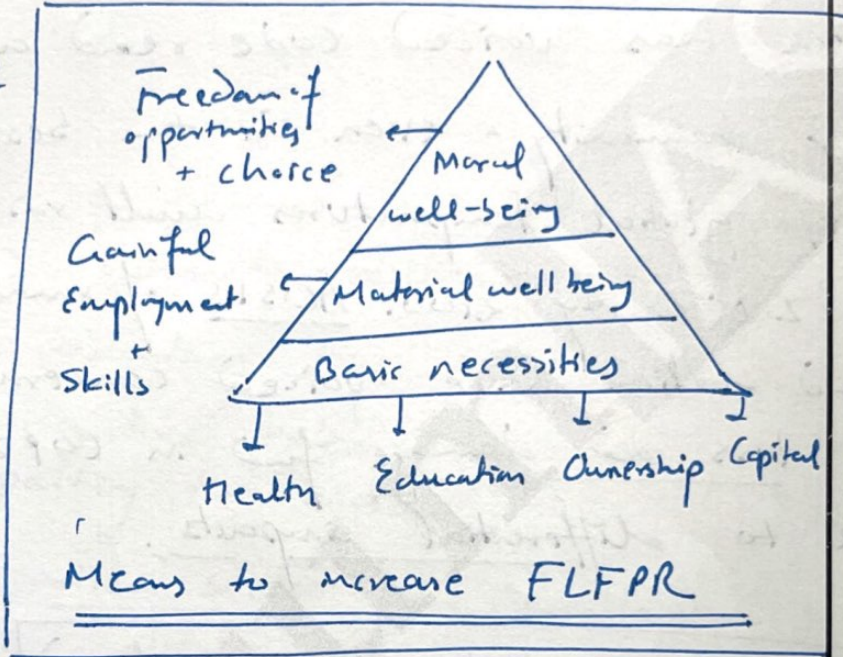 Freedom of
opportunities
+ choice
Moral
well-being
Gainful
Employment
+
Skills
Material well being
Basic necessities
Health
Education
Ownership
Capital
Means to increase FLFPR